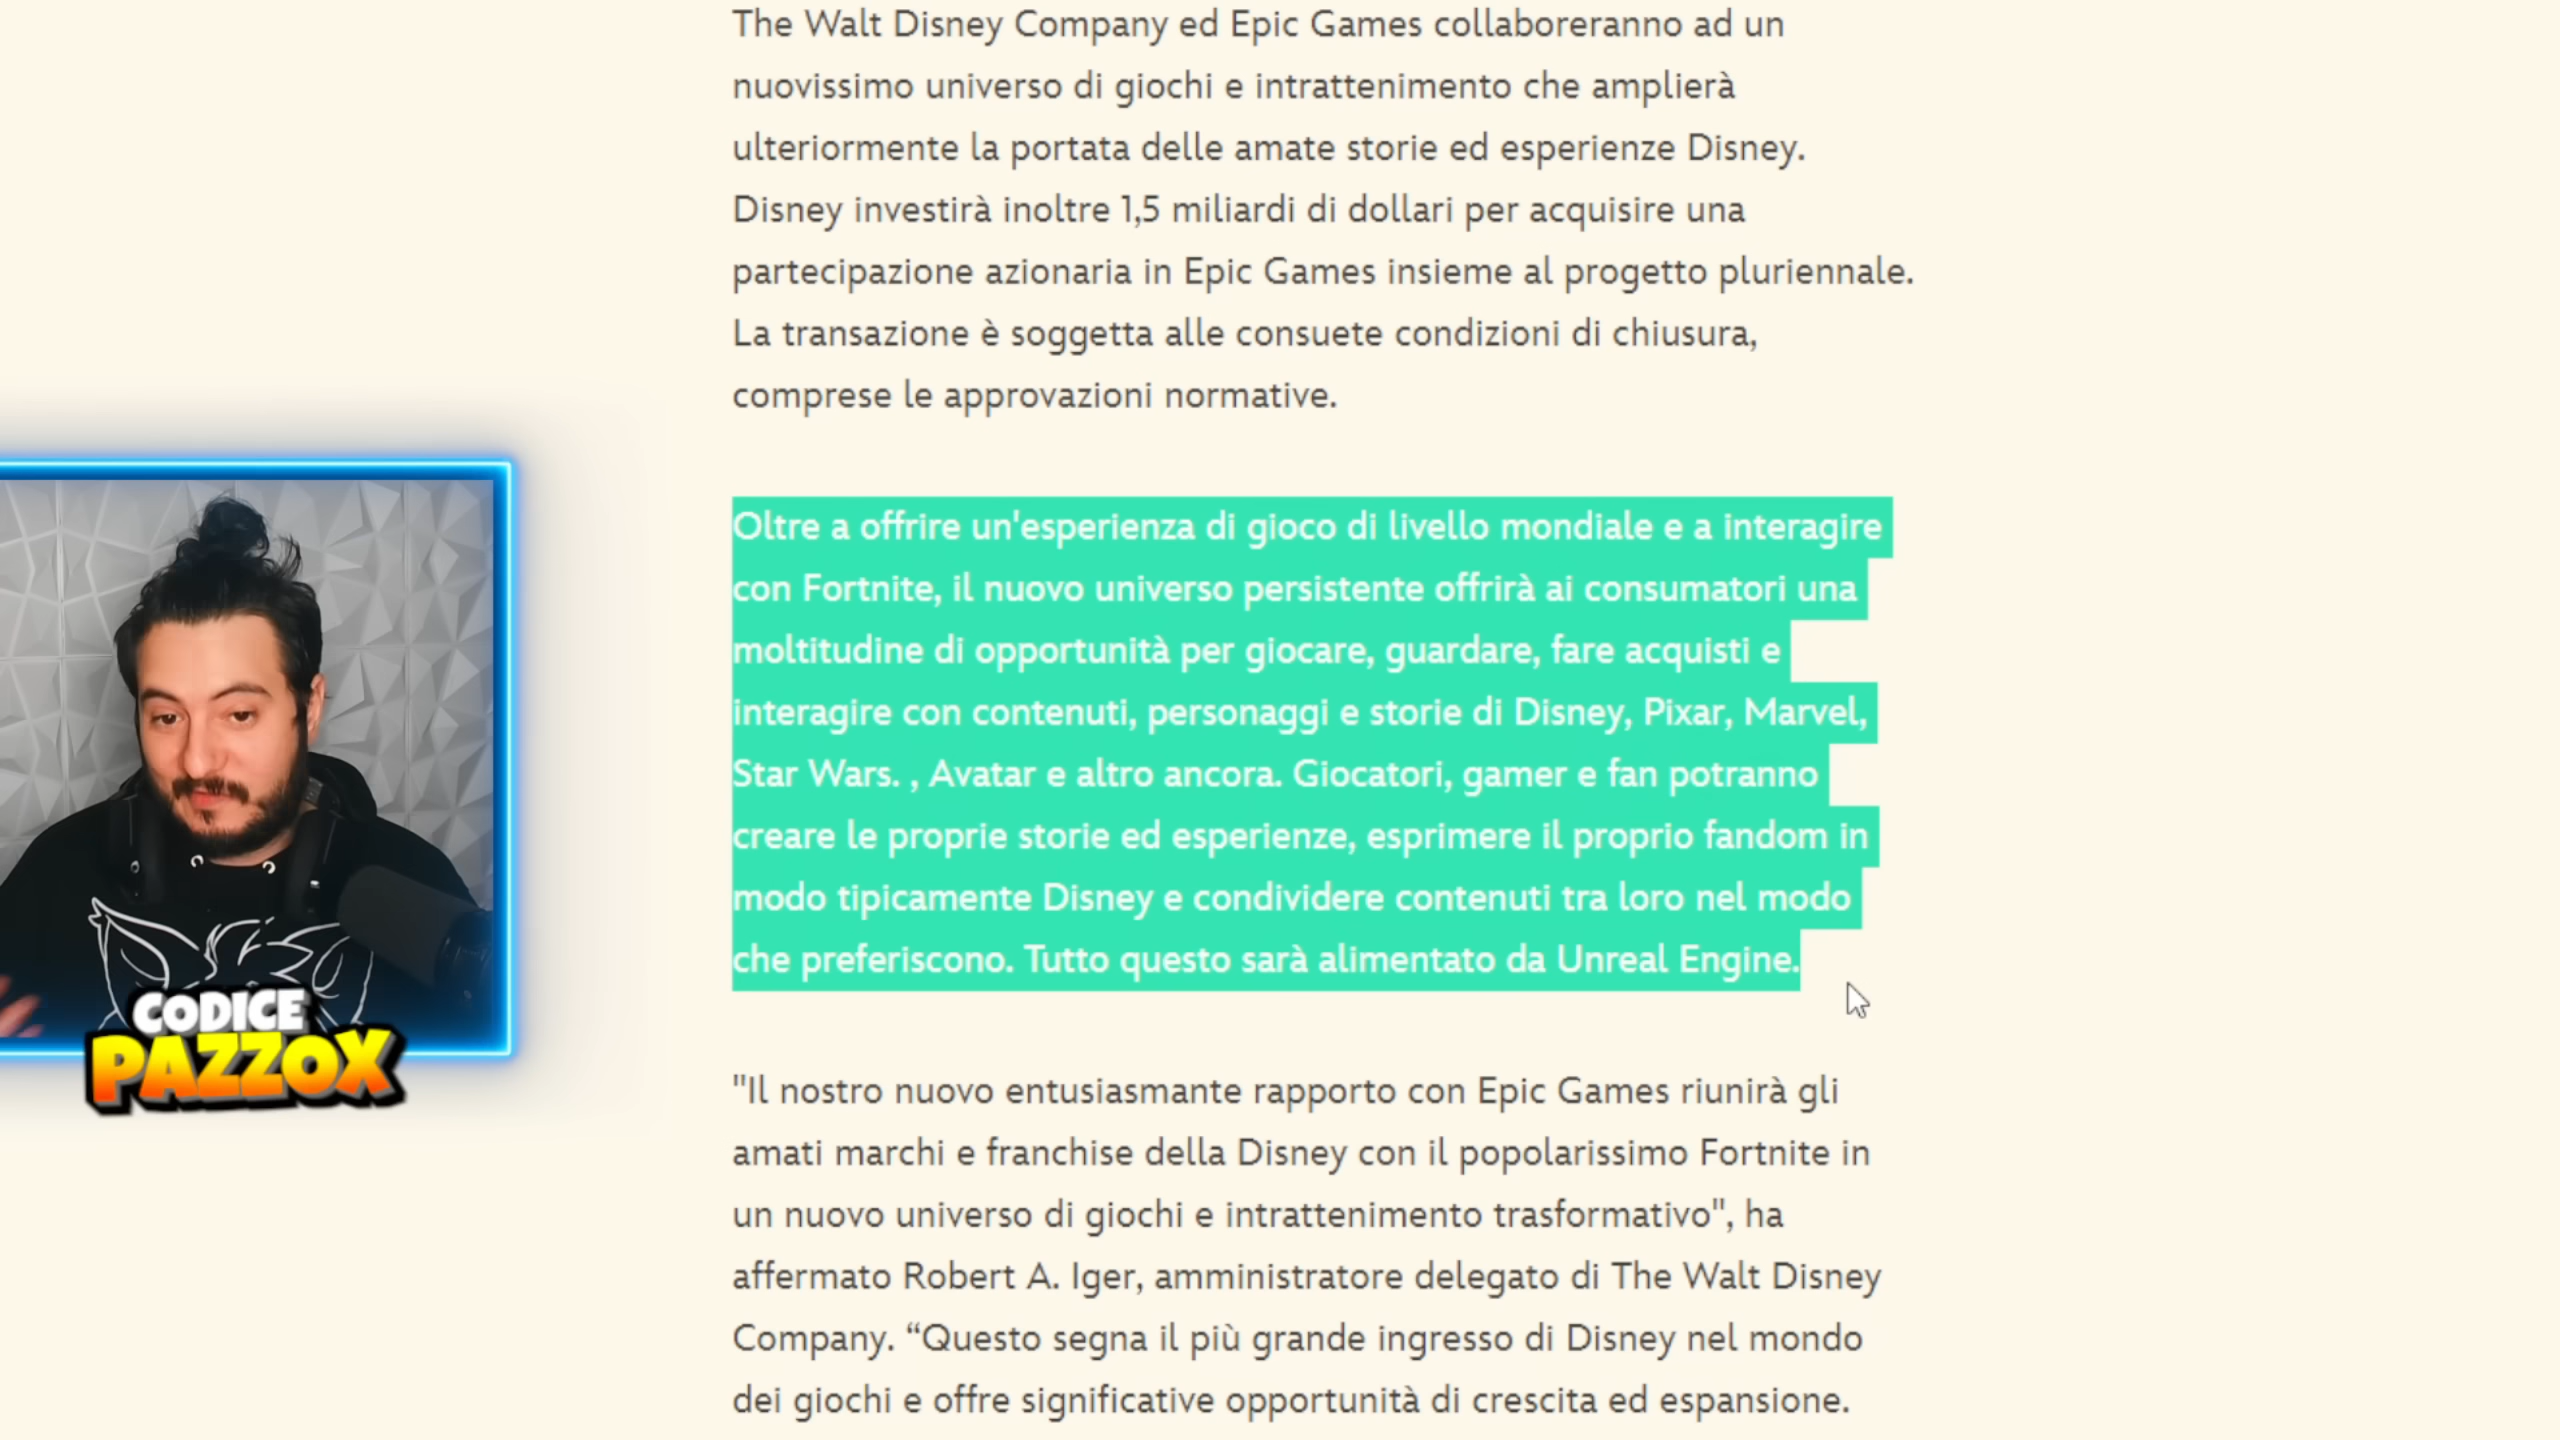 The Walt Disney Company ed Epic Games collaboreranno ad un
nuovissimo universo di giochi e intrattenimento che amplierà
ulteriormente la portata delle amate storie ed esperienze Disney.
Disney investirà inoltre 1,5 miliardi di dollari per acquisire una
partecipazione azionaria in Epic Games insieme al progetto pluriennale.
La transazione è soggetta alle consuete condizioni di chiusura,
comprese le approvazioni normative.
Oltre a offrire un'esperienza di gioco di livello mondiale e a interagire
con Fortnite, il nuovo universo persistente offrirà ai consumatori una
moltitudine di opportunità per giocare, guardare, fare acquisti e
interagire con contenuti, personaggi e storie di Disney, Pixar, Marvel,
Star Wars. , Avatar e altro ancora. Giocatori, gamer e fan potranno
creare le proprie storie ed esperienze, esprimere il proprio fandom in
modo tipicamente Disney e condividere contenuti tra loro nel modo
che preferiscono. Tutto questo sarà alimentato da Unreal Engine.
"Il nostro nuovo entusiasmante rapporto con Epic Games riunirà gli
amati marchi e franchise della Disney con il popolarissimo Fortnite in
un nuovo universo di giochi e intrattenimento trasformativo", ha
affermato Robert A. Iger, amministratore delegato di The Walt Disney
Company. “Questo segna il più grande ingresso di Disney nel mondo
dei giochi e offre significative opportunità di crescita ed espansione.
CODICE
PAZZOX